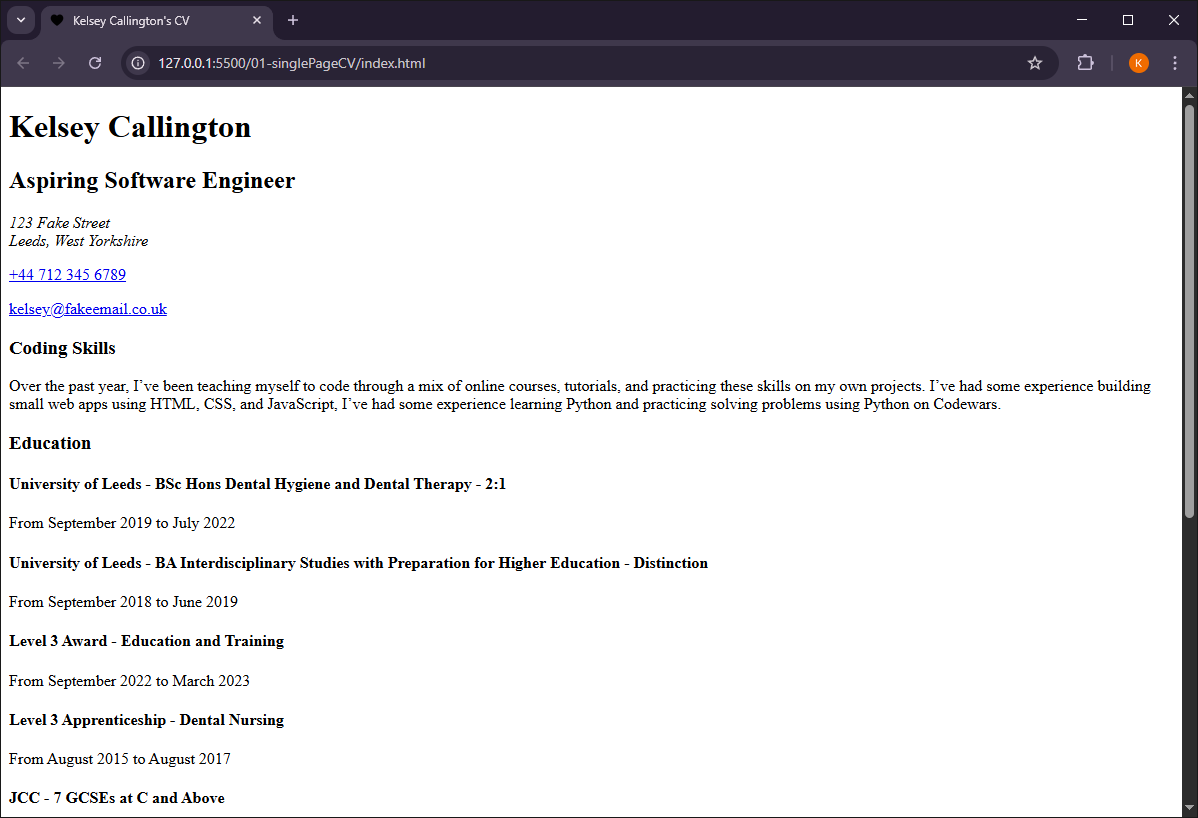 Kelsey Callington's CV
127.0.0.1:5500/01-singlePageCV/index.html
K
Kelsey Callington
Aspiring Software Engineer
123 Fake Street
Leeds, West Yorkshire
+44 712 345 6789
kelsey@fakeemail.co.uk
Coding Skills
Over the past year, I’ve been teaching myself to code through a mix of online courses, tutorials, and practicing these skills on my own projects. I’ve had some experience building
small web apps using HTML, CSS, and JavaScript, I’ve had some experience learning Python and practicing solving problems using Python on Codewars.
Education
University of Leeds - BSc Hons Dental Hygiene and Dental Therapy - 2:1
From September 2019 to July 2022
University of Leeds - BA Interdisciplinary Studies with Preparation for Higher Education - Distinction
From September 2018 to June 2019
Level 3 Award - Education and Training
From September 2022 to March 2023
Level 3 Apprenticeship - Dental Nursing
From August 2015 to August 2017
JCC - 7 GCSEs at C and Above